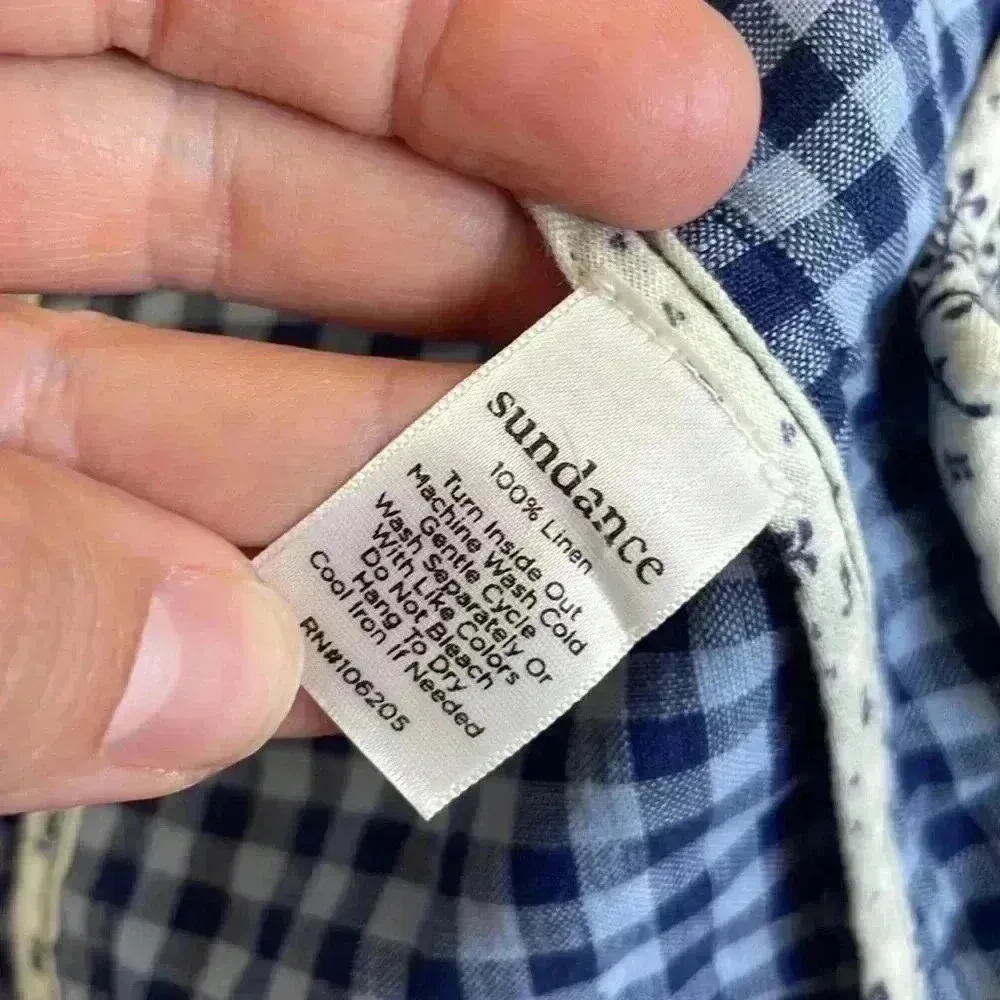 sundance
100% Linen
Turn Inside Out
Machine Wash Cold
Gentle Cycle
Wash Separately Or
With Like Colors
Do Not Bleach
Hang To Dry
Cool Iron If Needed
RN#106205